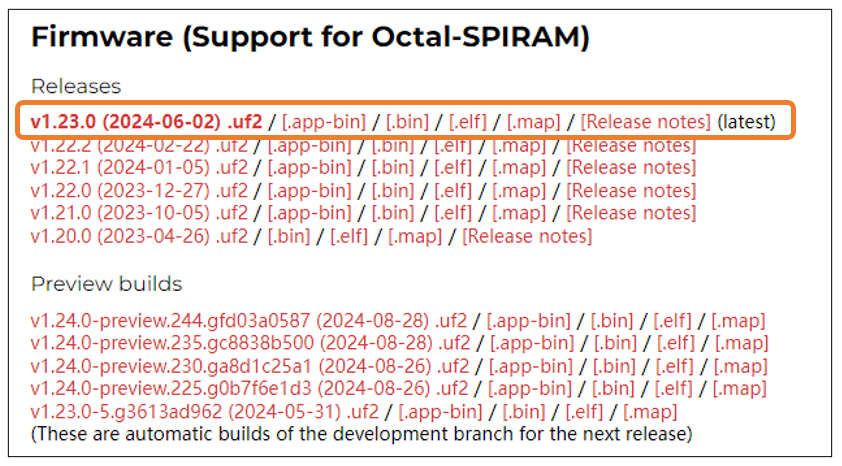 Firmware (Support for Octal-SPIRAM)
Releases
v1.23.0 (2024-06-02) .uf2 / [.app-bin] / [.bin] / [.elf] / [.map] / [Release notes] (latest)
v1.22.2 (2024-02-22) .uf2 / [.app-bin] / [.bin] / [.elf] / [.map] / [Release notes]
v1.22.1 (2024-01-05) .uf2 / [.app-bin] / [.bin] / [.elf] / [.map] / [Release notes]
v1.22.0 (2023-12-27) .uf2 / [.app-bin] / [.bin] / [.elf] / [.map] / [Release notes]
v1.21.0 (2023-10-05) .uf2 / [.app-bin] / [.bin] / [.elf] / [.map] / [Release notes]
v1.20.0 (2023-04-26) .uf2 / [.bin] / [.elf] / [.map] / [Release notes]
Preview builds
v1.24.0-preview.244.gfd03a0587 (2024-08-28) .uf2 / [.app-bin] / [.bin] / [.elf] / [.map]
v1.24.0-preview.235.gc8838b500 (2024-08-28) .uf2 / [.app-bin] / [.bin] / [.elf] / [.map]
v1.24.0-preview.230.ga8d1c25a1 (2024-08-26) .uf2 / [.app-bin] / [.bin] / [.elf] / [.map]
v1.24.0-preview.225.g0b7f6e1d3 (2024-08-26) .uf2 / [.app-bin] / [.bin] / [.elf] / [.map]
v1.23.0-5.g3613ad962 (2024-05-31) .uf2 / [.app-bin] / [.bin] / [.elf] / [.map]
(These are automatic builds of the development branch for the next release)